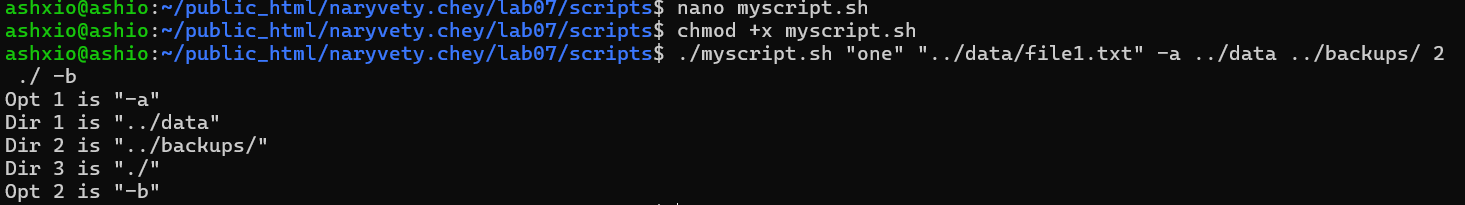 ashxio@ashio:~/public_html/naryvety.chey/lab07/scripts$ nano myscript.sh
ashxio@ashio:~/public_html/naryvety.chey/lab07/scripts$ chmod +x myscript.sh
ashxio@ashio:~/public_html/naryvety.chey/lab07/scripts$ ./myscript.sh "one" "../data/file1.txt" -a ../data ../backups/ 2
 ./ -b
Opt 1 is "-a"
Dir 1 is "../data"
Dir 2 is "../backups/"
Dir 3 is "./"
Opt 2 is "-b"